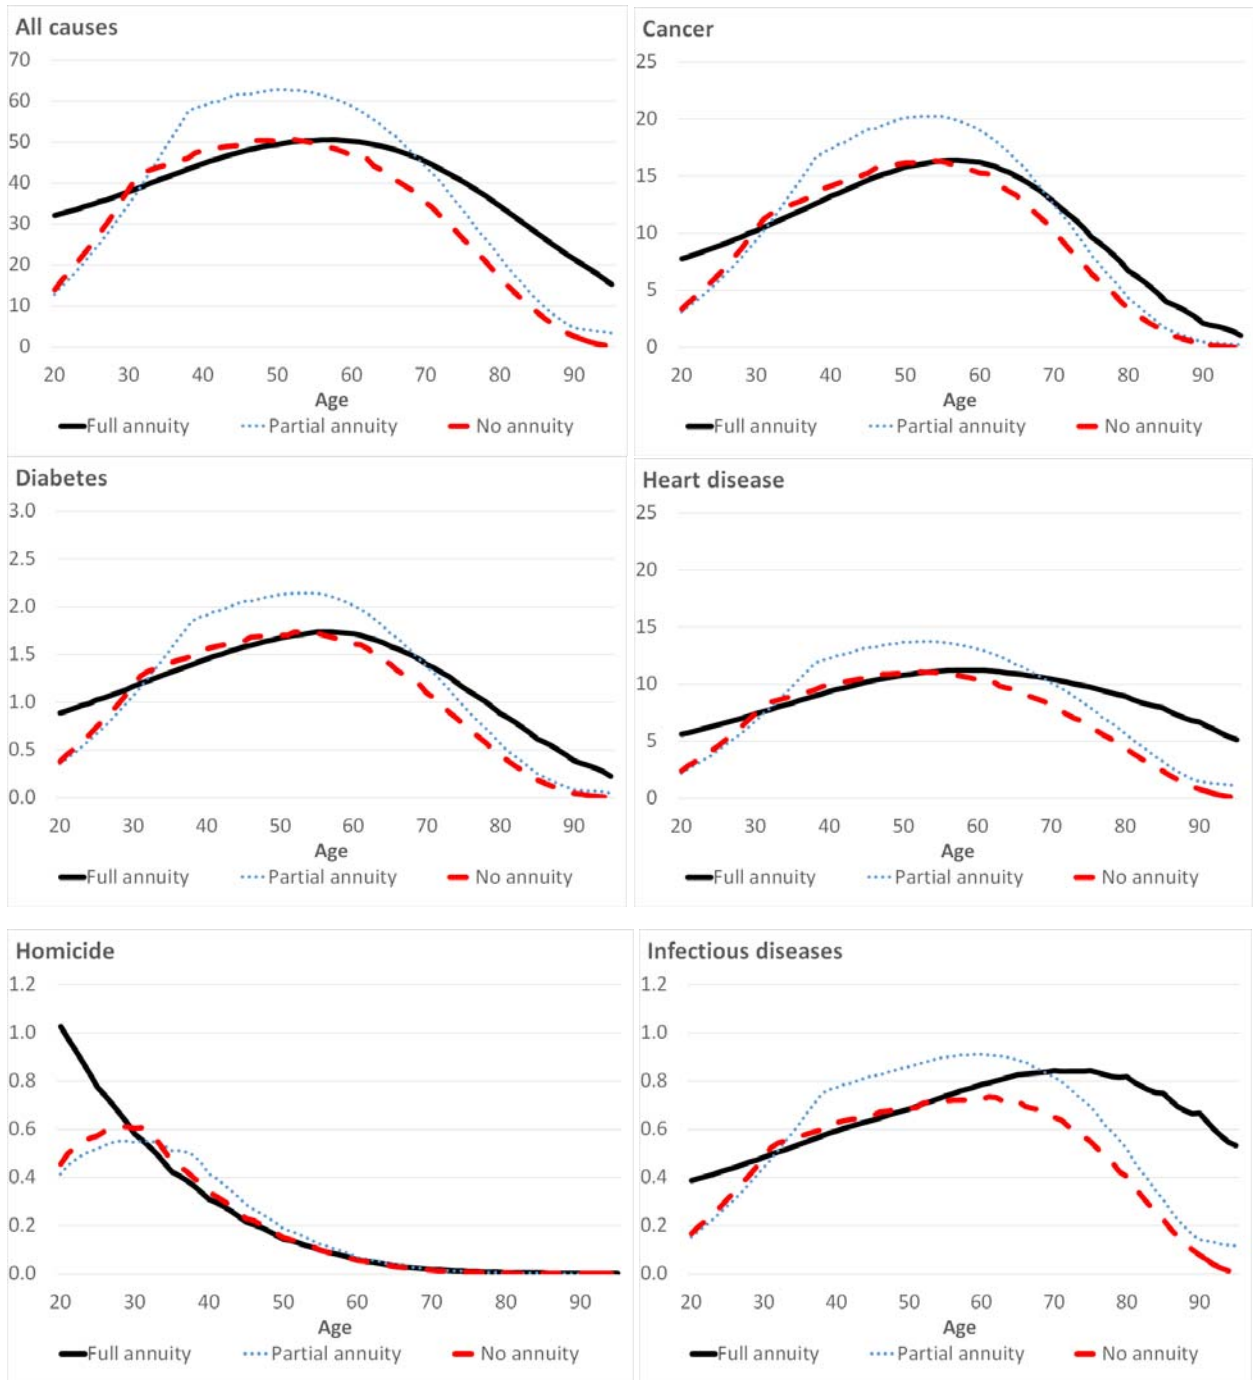 All causes
70
60
50
40
30
20
10
0
20 30 40 50 60 70 80 90
Age
Full annuity Partial annuity No annuity
Cancer
25
20
15
10
5
0
20 30 40 50 60 70 80 90
Age
Full annuity Partial annuity No annuity
Diabetes
3.0
2.5
2.0
1.5
1.0
0.5
0.0
20 30 40 50 60 70 80 90
Age
Full annuity Partial annuity No annuity
Heart disease
25
20
15
10
5
0
20 30 40 50 60 70 80 90
Age
Full annuity Partial annuity No annuity
Homicide
1.2
1.0
0.8
0.6
0.4
0.2
0.0
20 30 40 50 60 70 80 90
Age
Full annuity Partial annuity No annuity
Infectious diseases
1.2
1.0
0.8
0.6
0.4
0.2
0.0
20 30 40 50 60 70 80 90
Age
Full annuity Partial annuity No annuity